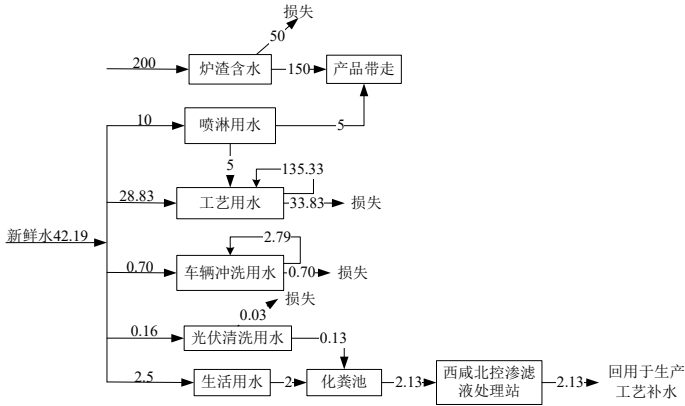 损失
50
200
炉渣含水
150
产品带走
10
喷淋用水
5
5
135.33
28.83
工艺用水
33.83
损失
新鲜水42.19
2.79
0.70
车辆冲洗用水
0.70
损失
损失
0.03
0.16
光伏清洗用水
0.13
2.5
生活用水
2
化粪池
2.13
西咸北控渗滤
液处理站
2.13
回用于生产
工艺补水